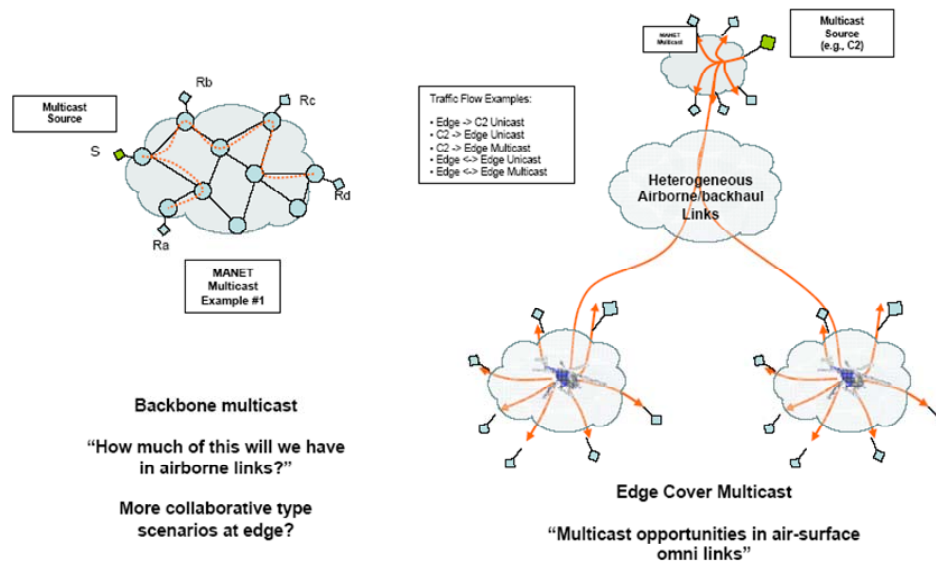 Rb
Rc
Multicast
Source
S
Rd
Ra
MANET
Multicast
Example #1
Backbone multicast
“How much of this will we have
in airborne links?”
More collaborative type
scenarios at edge?
MANET
Multicast
Multicast
Source
(e.g., C2)
Traffic Flow Examples:
• Edge -> C2 Unicast
• C2 -> Edge Unicast
• C2 -> Edge Multicast
• Edge <-> Edge Unicast
• Edge <-> Edge Multicast
Heterogeneous
Airborne/backhaul
Links
Edge Cover Multicast
“Multicast opportunities in air-surface
omni links”